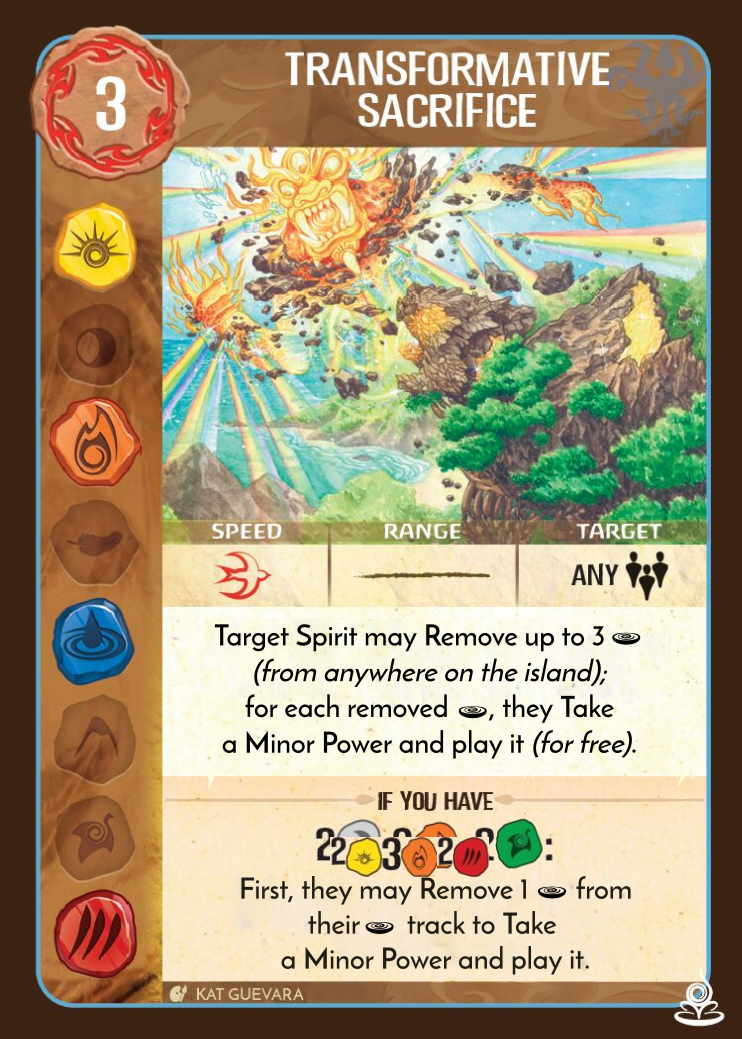 3
TRANSFORMATIVE
SACRIFICE
SPEED RANGE TARGET
ANY
Target Spirit may Remove up to 3
(from anywhere on the island);
for each removed , they Take
a Minor Power and play it (for free).
IF YOU HAVE
2 3 2 :
First, they may Remove 1 from
their track to Take
a Minor Power and play it.
KAT GUEVARA